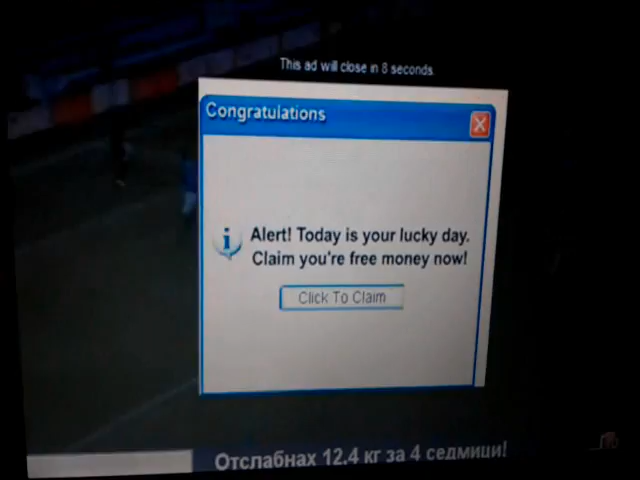 This ad will close in 8 seconds.
Congratulations
Alert! Today is your lucky day.
Claim you're free money now!
Click To Claim
Отслабнах 12.4 кг за 4 седмици!